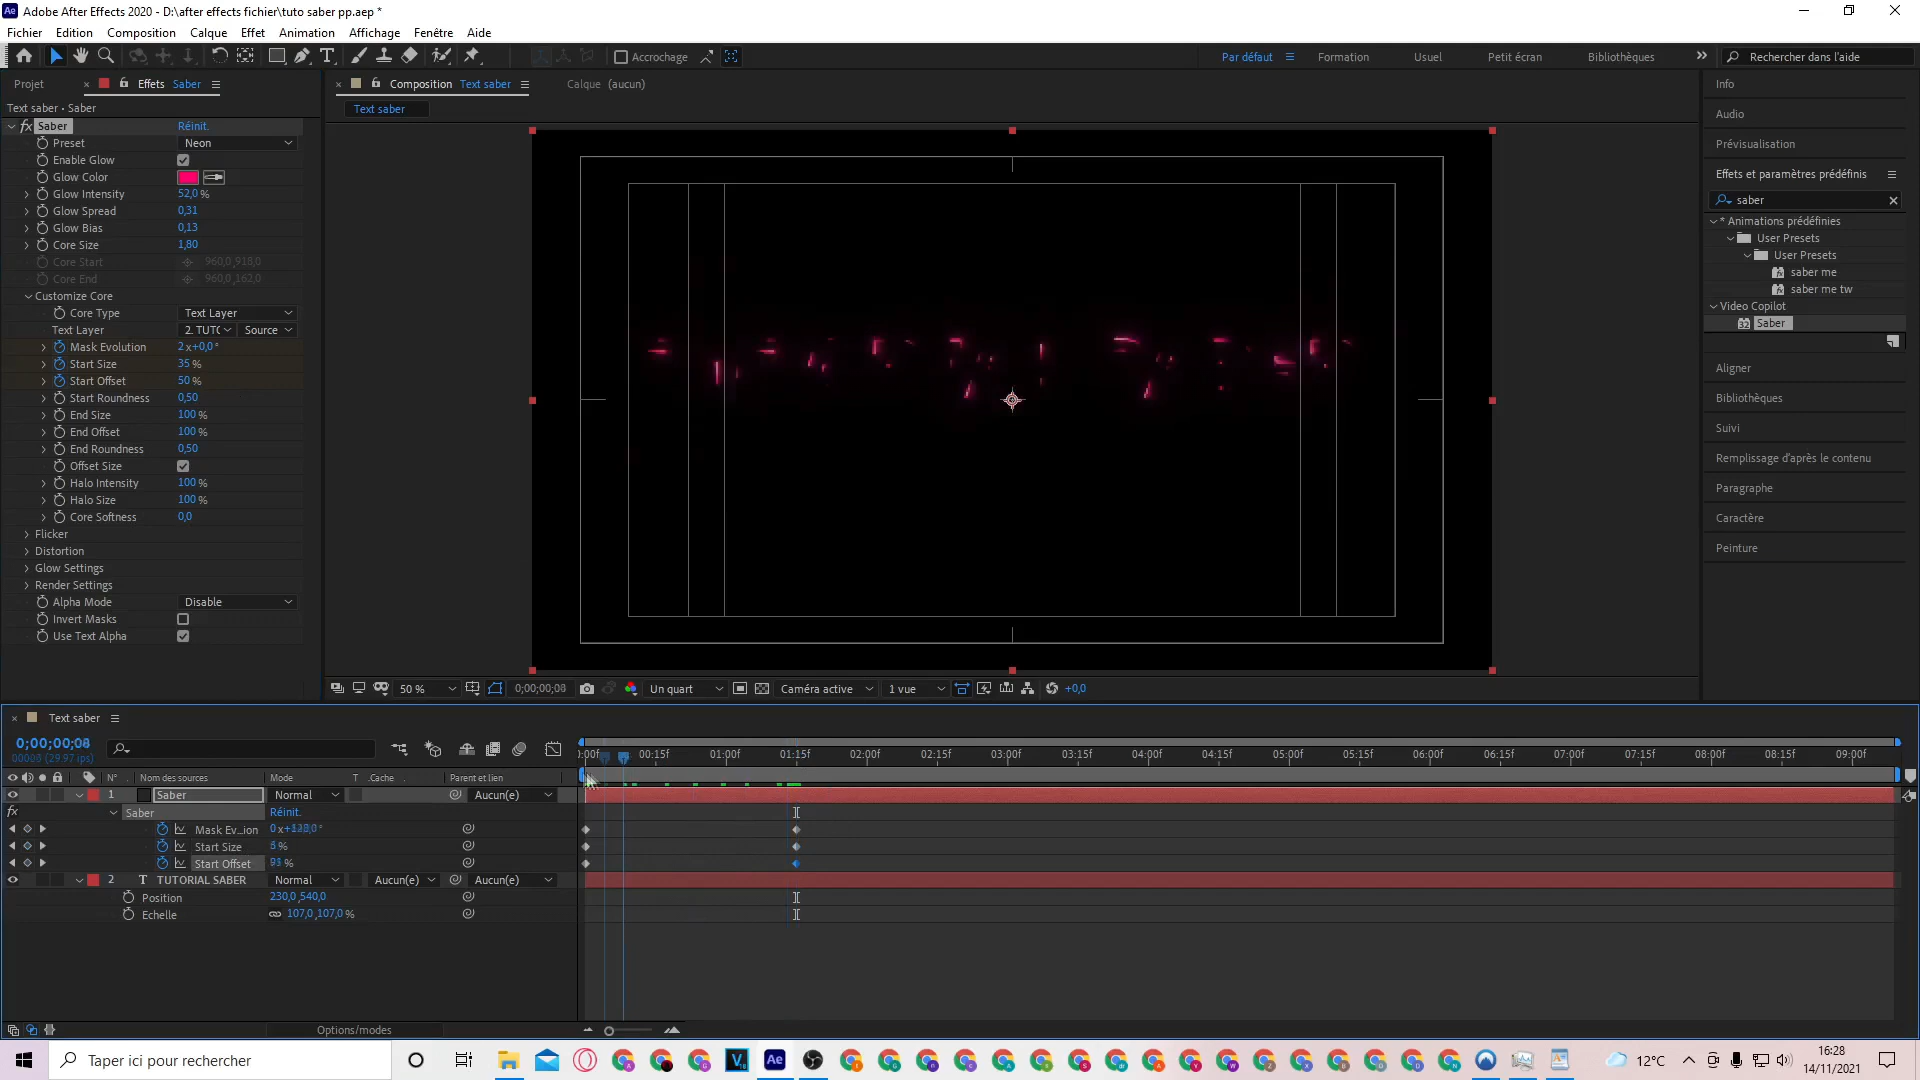 Adobe After Effects 2020 - D:\after effects fichier\tuto saber pp.aep *
Fichier Edition Composition Calque Effet Animation Affichage Fenêtre Aide
Accrochage
Par défaut Formation Usuel Petit écran Bibliothèques Rechercher dans l'aide
Projet Effets Saber
Composition Text saber Calque (aucun)
Text saber
Text saber • Saber
fx Saber Réinit.
Preset Neon
Enable Glow
Glow Color
Glow Intensity 52,0 %
Glow Spread 0,31
Glow Bias 0,13
Core Size 1,80
Core Start 960,0,918,0
Core End 960,0,162,0
Customize Core
Core Type Text Layer
Text Layer 2. TUTC Source
Mask Evolution 2 x+0,0 °
Start Size 35 %
Start Offset 50 %
Start Roundness 0,50
End Size 100 %
End Offset 100 %
End Roundness 0,50
Offset Size
Halo Intensity 100 %
Halo Size 100 %
Core Softness 0,0
Flicker
Distortion
Glow Settings
Render Settings
Alpha Mode Disable
Invert Masks
Use Text Alpha
50 % 0;00;00;08 Un quart Caméra active 1 vue +0,0
Info
Audio
Prévisualisation
Effets et paramètres prédéfinis
saber
* Animations prédéfinies
User Presets
User Presets
saber me
saber me tw
Video Copilot
Saber
Aligner
Bibliothèques
Suivi
Remplissage d'après le contenu
Paragraphe
Caractère
Peinture
Text saber
0;00;00;08
(29.97 ips)
00:15f 01:00f 01:15f 02:00f 02:15f 03:00f 03:15f 04:00f 04:15f 05:00f 05:15f 06:00f 06:15f 07:00f 07:15f 08:00f 08:15f 09:00f
N° Nom des sources Mode T .Cache Parent et lien
1 Saber Normal Aucun(e)
fx Saber Réinit.
Mask Ev...ion
Start Size
Start Offset
2 T TUTORIAL SABER Normal Aucun(e) Aucun(e)
Position 230,0,540,0
Echelle 107,0,107,0 %
Options/modes
Taper ici pour rechercher
12°C
16:28
14/11/2021